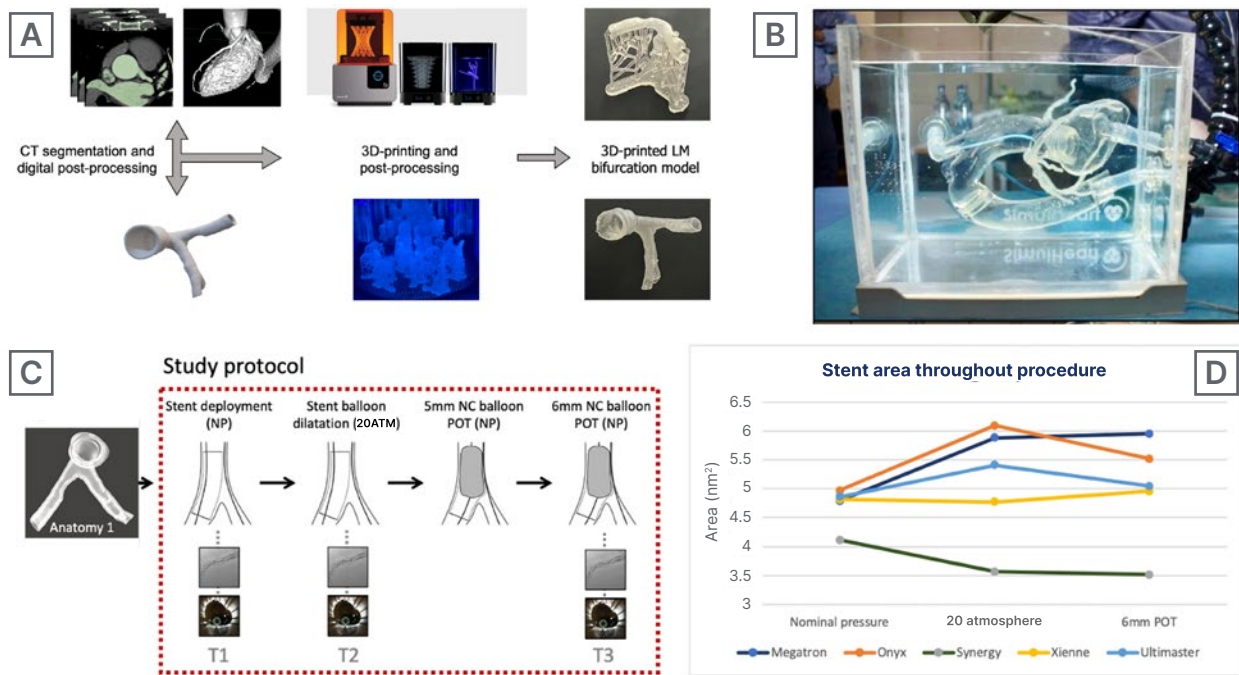 A
CT segmentation and
digital post-processing
3D-printing and
post-processing
3D-printed LM
bifurcation model
B
SimulHeart
SimulHeart
C
Study protocol
Stent deployment
(NP)
Stent balloon
dilatation (20ATM)
5mm NC balloon
POT (NP)
6mm NC balloon
POT (NP)
Anatomy 1
T1
T2
T3
D
Stent area throughout procedure
Area (nm²)
6.5
6
5.5
5
4.5
4
3.5
3
Nominal pressure
20 atmosphere
6mm POT
Megatron
Onyx
Synergy
Xienne
Ultimaster